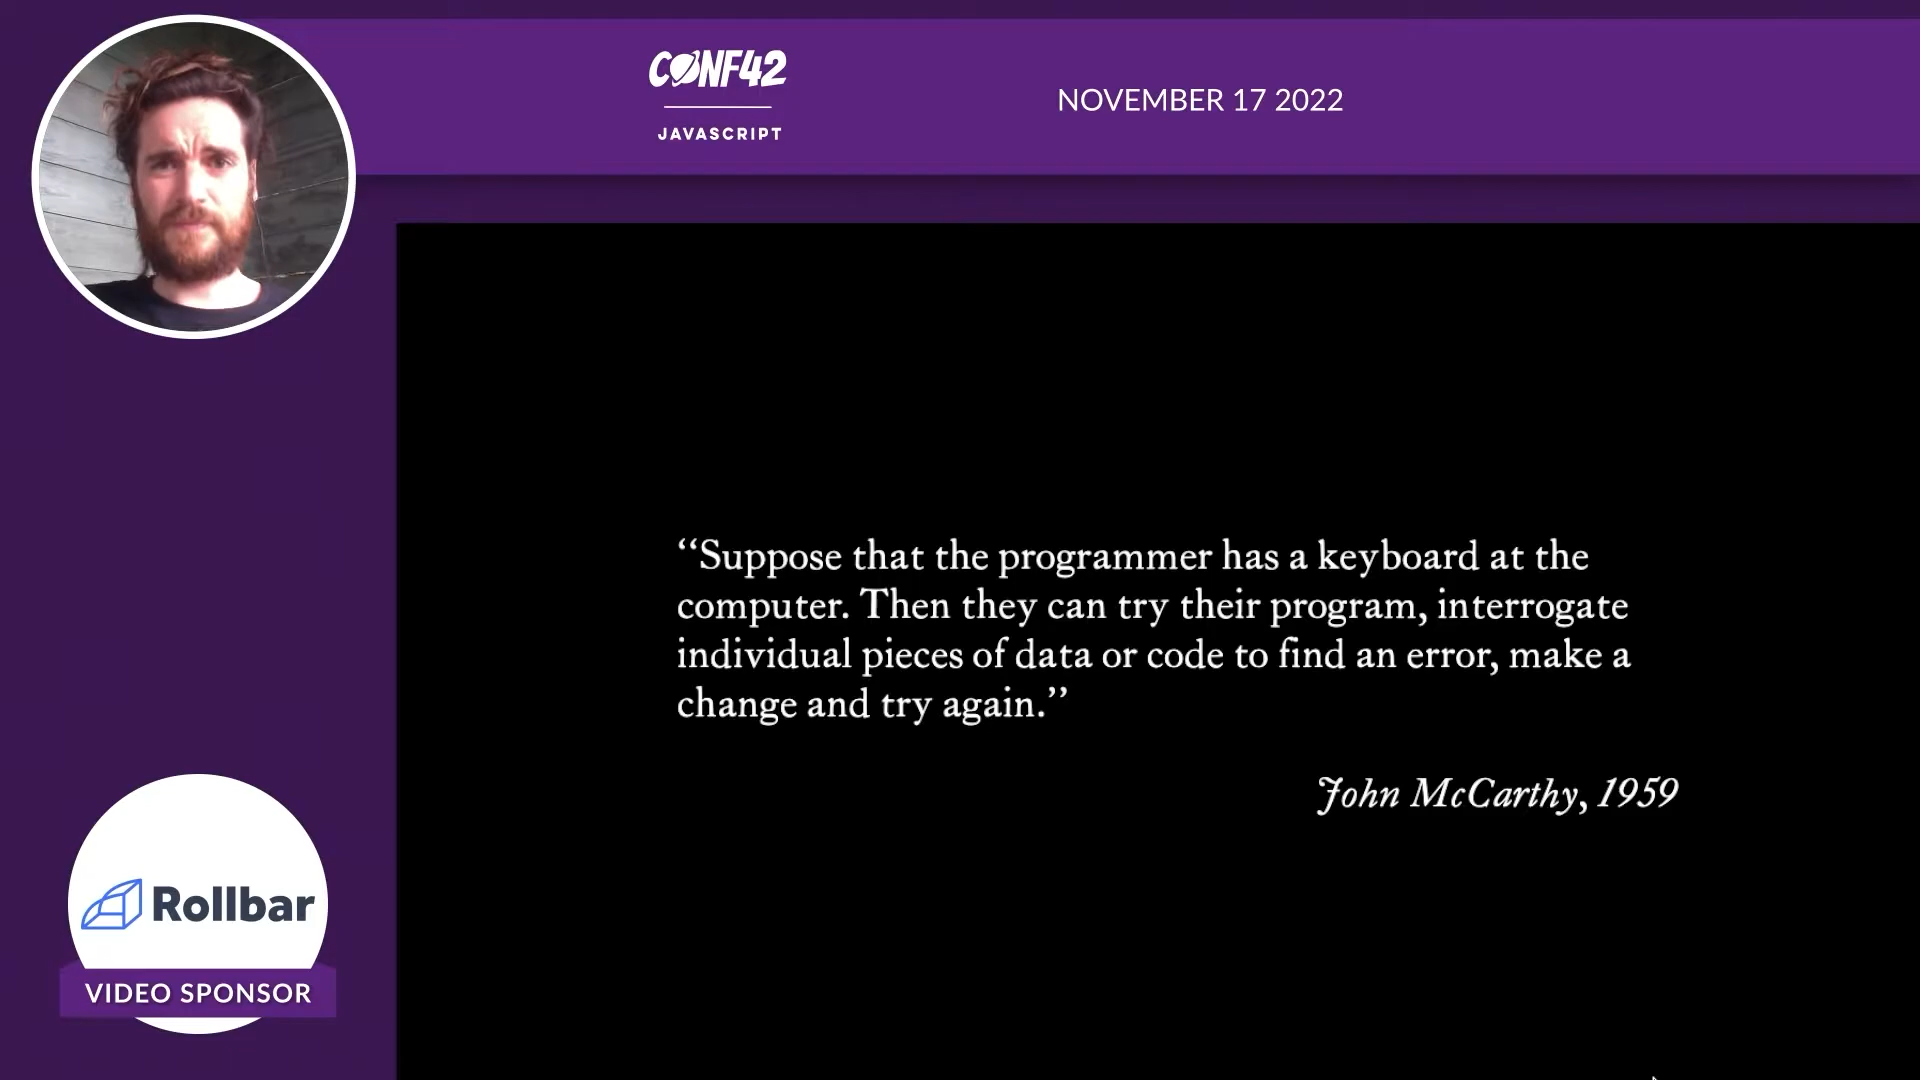 CONF42
JAVASCRIPT
NOVEMBER 17 2022
“Suppose that the programmer has a keyboard at the
computer. Then they can try their program, interrogate
individual pieces of data or code to find an error, make a
change and try again.”
John McCarthy, 1959
Rollbar
VIDEO SPONSOR